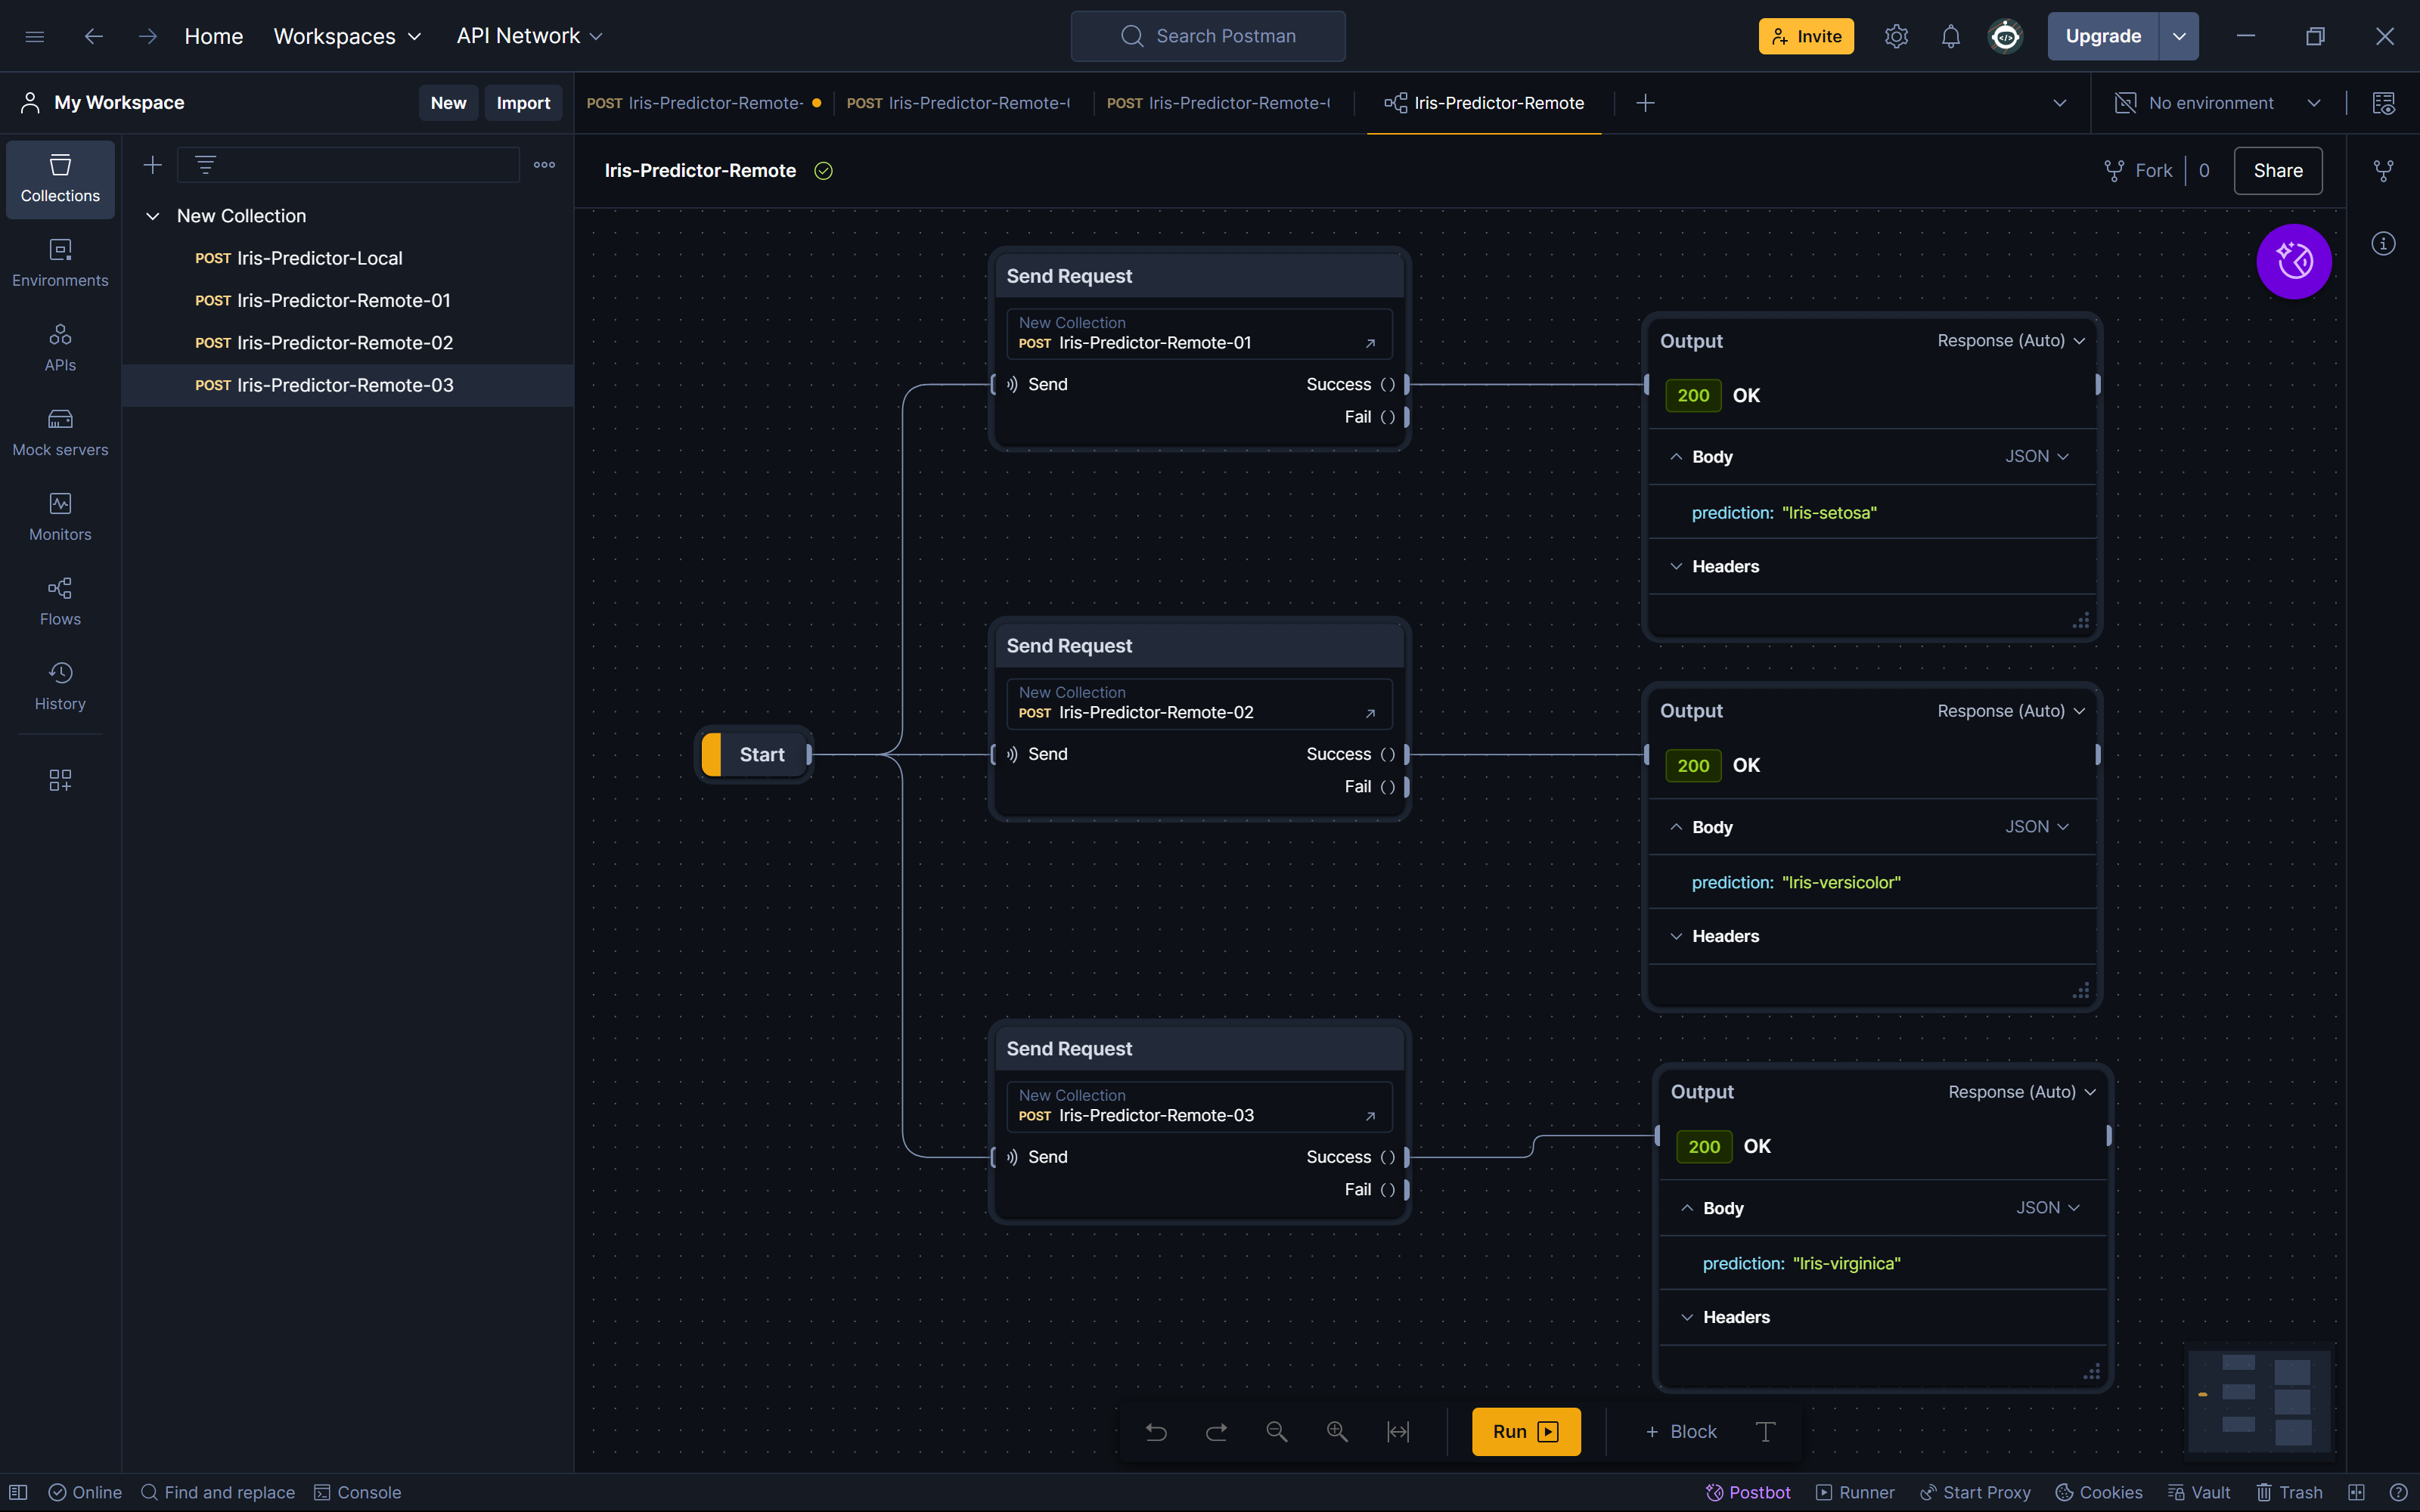 Home Workspaces API Network Search Postman Invite Upgrade
My Workspace New Import
POST Iris-Predictor-Remote- POST Iris-Predictor-Remote-( POST Iris-Predictor-Remote-( Iris-Predictor-Remote No environment
Collections
Environments
APIs
Mock servers
Monitors
Flows
History
New Collection
POST Iris-Predictor-Local
POST Iris-Predictor-Remote-01
POST Iris-Predictor-Remote-02
POST Iris-Predictor-Remote-03
Iris-Predictor-Remote Fork 0 Share
Start
Send Request
New Collection
POST Iris-Predictor-Remote-01
Send Success ()
Fail ()
Output Response (Auto)
200 OK
Body JSON
prediction: "Iris-setosa"
Headers
Send Request
New Collection
POST Iris-Predictor-Remote-02
Send Success ()
Fail ()
Output Response (Auto)
200 OK
Body JSON
prediction: "Iris-versicolor"
Headers
Send Request
New Collection
POST Iris-Predictor-Remote-03
Send Success ()
Fail ()
Output Response (Auto)
200 OK
Body JSON
prediction: "Iris-virginica"
Headers
Run + Block T
Online Find and replace Console Postbot Runner Start Proxy Cookies Vault Trash